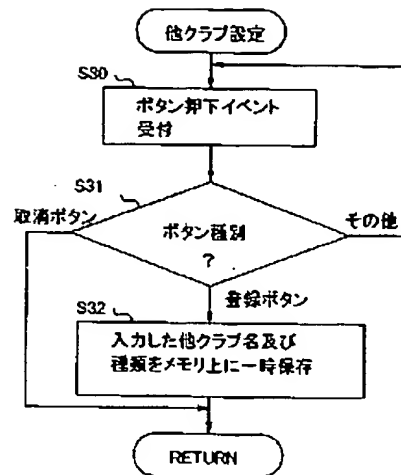 他クラブ設定
S30
ボタン押下イベント
受付
S31
取消ボタン
ボタン種別
?
その他
登録ボタン
S32
入力した他クラブ名及び
種類をメモリ上に一時保存
RETURN